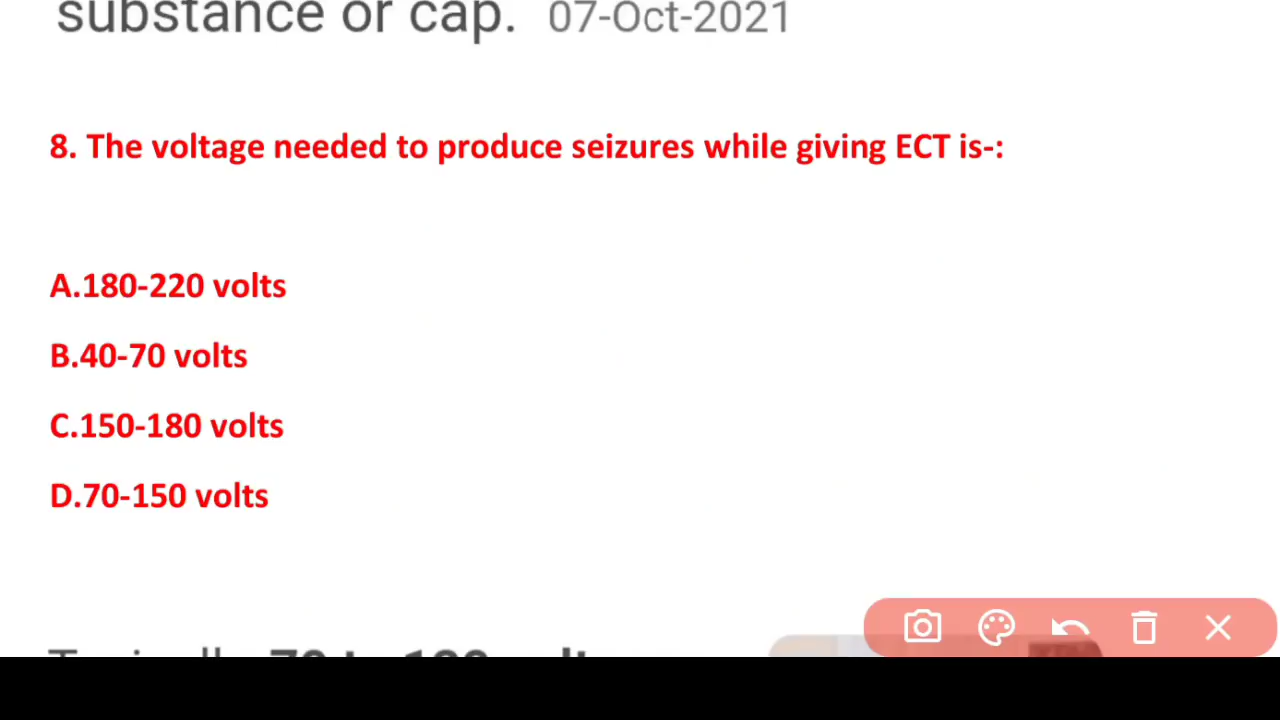 substance or cap. 07-Oct-2021
8. The voltage needed to produce seizures while giving ECT is-:
A.180-220 volts
B.40-70 volts
C.150-180 volts
D.70-150 volts